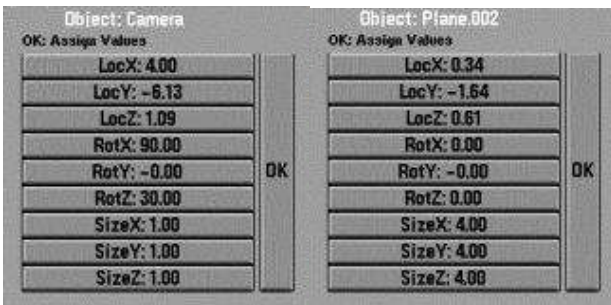 Object: Camera
OK: Assign Values
LocX: 4.00
LocY: -6.13
LocZ: 1.09
RotX: 90.00
RotY: -0.00
RotZ: 30.00
SizeX: 1.00
SizeY: 1.00
SizeZ: 1.00
OK
Object: Plane.002
OK: Assign Values
LocX: 0.34
LocY: -1.64
LocZ: 0.61
RotX: 0.00
RotY: -0.00
RotZ: 0.00
SizeX: 4.00
SizeY: 4.00
SizeZ: 4.00
OK